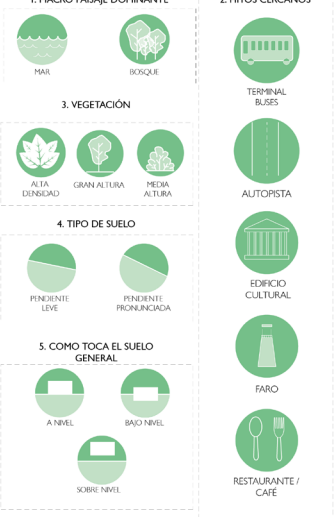 1. MACRO PAISAJE DOMINANTE
MAR
BOSQUE
3. VEGETACIÓN
ALTA
DENSIDAD
GRAN ALTURA
MEDIA
ALTURA
4. TIPO DE SUELO
PENDIENTE
LEVE
PENDIENTE
PRONUNCIADA
5. COMO TOCA EL SUELO
GENERAL
A NIVEL
BAJO NIVEL
SOBRE NIVEL
2. HITOS CERCANOS
TERMINAL
BUSES
AUTOPISTA
EDIFICIO
CULTURAL
FARO
RESTAURANTE /
CAFÉ